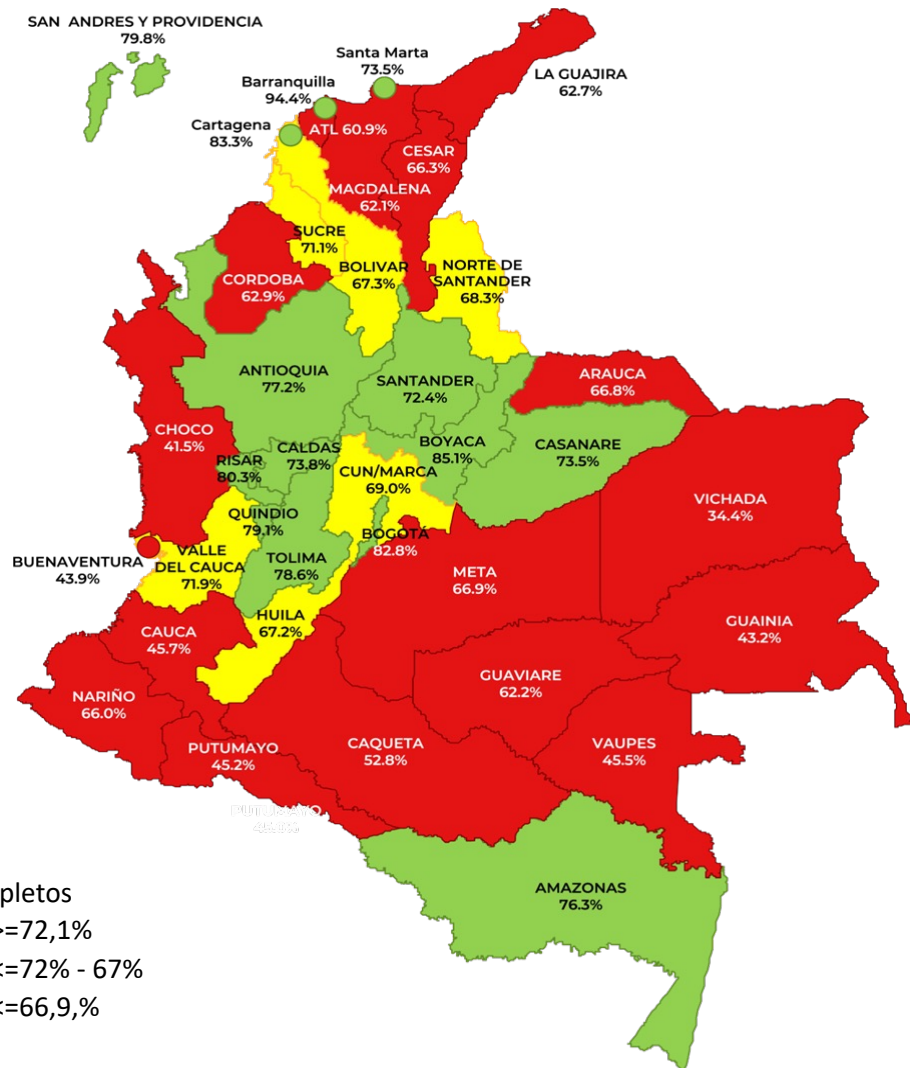 SAN ANDRES Y PROVIDENCIA
79.8%
Santa Marta
73.5%
Barranquilla
94.4%
LA GUAJIRA
62.7%
Cartagena
83.3%
ATL 60.9%
CESAR
66.3%
MAGDALENA
62.1%
SUCRE
71.1%
BOLIVAR
67.3%
NORTE DE
SANTANDER
68.3%
CORDOBA
62.9%
ANTIOQUIA
77.2%
SANTANDER
72.4%
ARAUCA
66.8%
CHOCO
41.5%
CALDAS
73.8%
BOYACA
85.1%
CASANARE
73.5%
RISAR
80.3%
CUN/MARCA
69.0%
VICHADA
34.4%
QUINDIO
79.1%
BOGOTÁ
82.8%
BUENAVENTURA
43.9%
VALLE
DEL CAUCA
71.9%
TOLIMA
78.6%
META
66.9%
HUILA
67.2%
GUAINIA
43.2%
CAUCA
45.7%
GUAVIARE
62.2%
NARIÑO
66.0%
PUTUMAYO
45.2%
CAQUETA
52.8%
VAUPES
45.5%
PUTUMAYO
AMAZONAS
76.3%
pletos
>=72,1%
<=72% - 67%
<=66,9,%